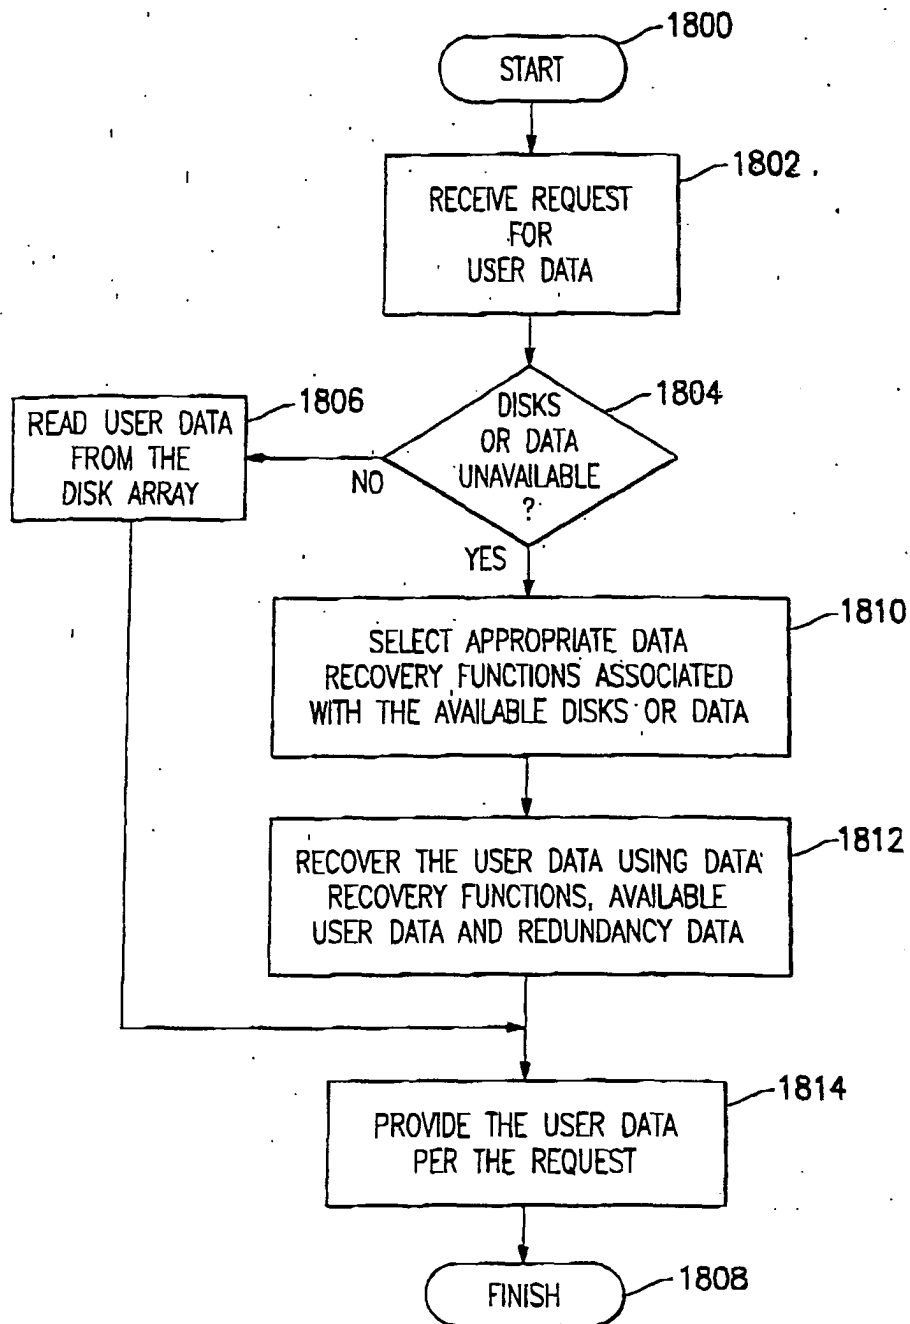 1800
START
1802
RECEIVE REQUEST
FOR
USER DATA
1804
DISKS
OR DATA
UNAVAILABLE
?
NO
YES
1806
READ USER DATA
FROM THE
DISK ARRAY
1810
SELECT APPROPRIATE DATA
RECOVERY FUNCTIONS ASSOCIATED
WITH THE AVAILABLE DISKS OR DATA
1812
RECOVER THE USER DATA USING DATA
RECOVERY FUNCTIONS, AVAILABLE
USER DATA AND REDUNDANCY DATA
1814
PROVIDE THE USER DATA
PER THE REQUEST
FINISH
1808